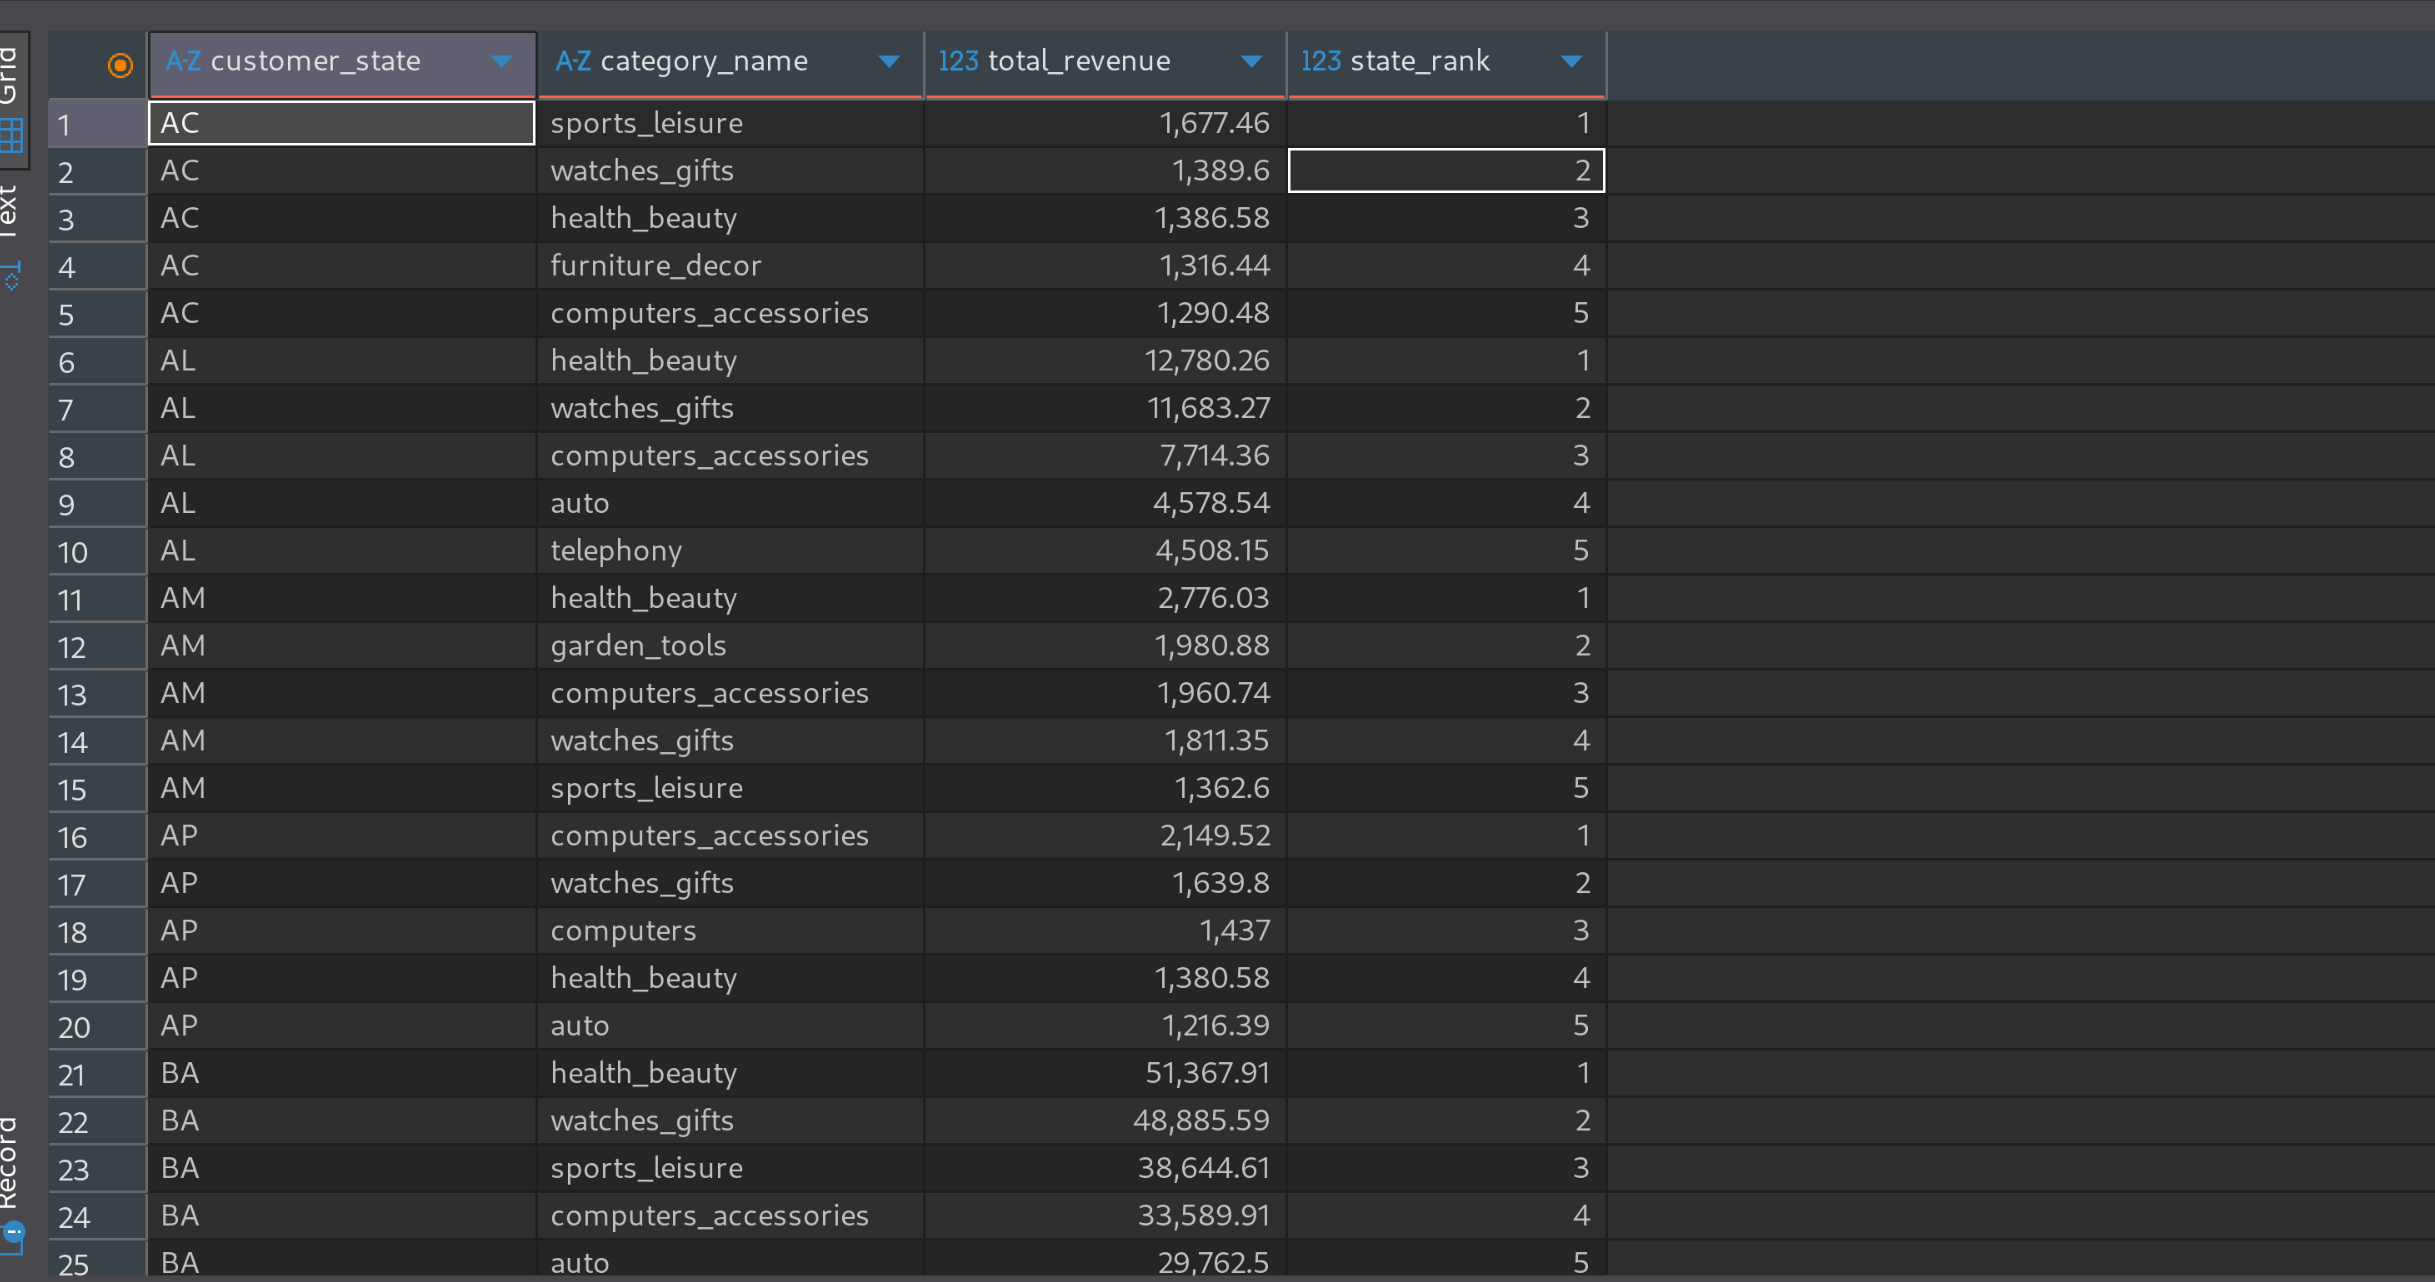 Grid
Text
Record
A-Z customer_state A-Z category_name 123 total_revenue 123 state_rank
1 AC sports_leisure 1,677.46 1
2 AC watches_gifts 1,389.6 2
3 AC health_beauty 1,386.58 3
4 AC furniture_decor 1,316.44 4
5 AC computers_accessories 1,290.48 5
6 AL health_beauty 12,780.26 1
7 AL watches_gifts 11,683.27 2
8 AL computers_accessories 7,714.36 3
9 AL auto 4,578.54 4
10 AL telephony 4,508.15 5
11 AM health_beauty 2,776.03 1
12 AM garden_tools 1,980.88 2
13 AM computers_accessories 1,960.74 3
14 AM watches_gifts 1,811.35 4
15 AM sports_leisure 1,362.6 5
16 AP computers_accessories 2,149.52 1
17 AP watches_gifts 1,639.8 2
18 AP computers 1,437 3
19 AP health_beauty 1,380.58 4
20 AP auto 1,216.39 5
21 BA health_beauty 51,367.91 1
22 BA watches_gifts 48,885.59 2
23 BA sports_leisure 38,644.61 3
24 BA computers_accessories 33,589.91 4
25 BA auto 29,762.5 5